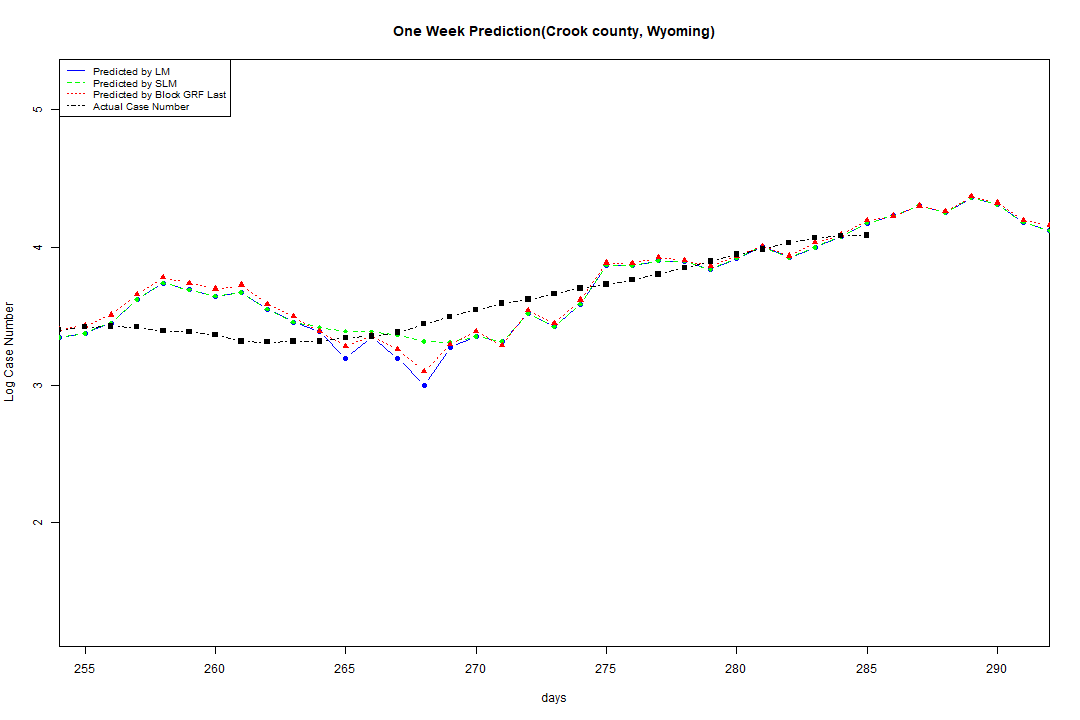 One Week Prediction(Crook county, Wyoming)
Predicted by LM
Predicted by SLM
Predicted by Block GRF Last
Actual Case Number
5
4
3
2
Log Case Number
255 260 265 270 275 280 285 290
days